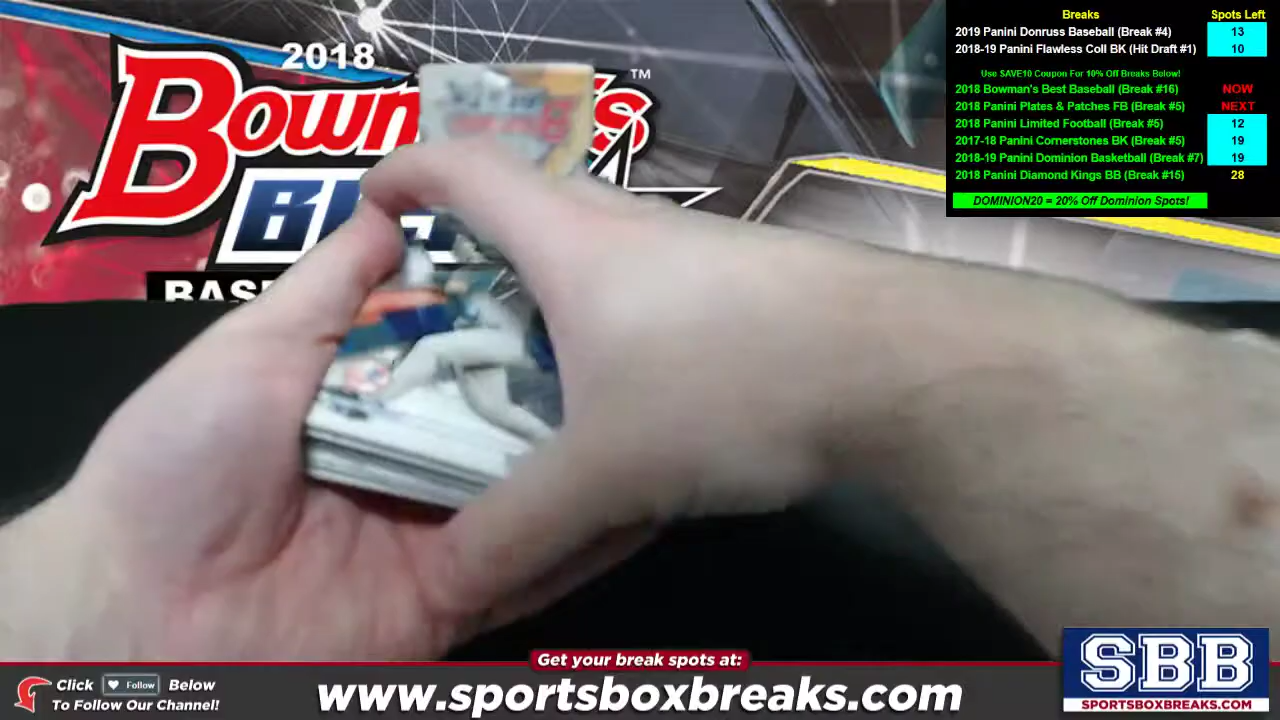 2018
Bowman's
TM
Breaks Spots Left
2019 Panini Donruss Baseball (Break #4) 13
2018-19 Panini Flawless Coll BK (Hit Draft #1) 10
Use SAVE10 Coupon For 10% Off Breaks Below!
2018 Bowman's Best Baseball (Break #16) NOW
2018 Panini Plates & Patches FB (Break #5) NEXT
2018 Panini Limited Football (Break #5) 12
2017-18 Panini Cornerstones BK (Break #5) 19
2018-19 Panini Dominion Basketball (Break #7) 19
2018 Panini Diamond Kings BB (Break #15) 28
DOMINION20 = 20% Off Dominion Spots!
Get your break spots at:
Click Follow Below
To Follow Our Channel!
www.sportsboxbreaks.com
SBB
SPORTSBOXBREAKS.COM